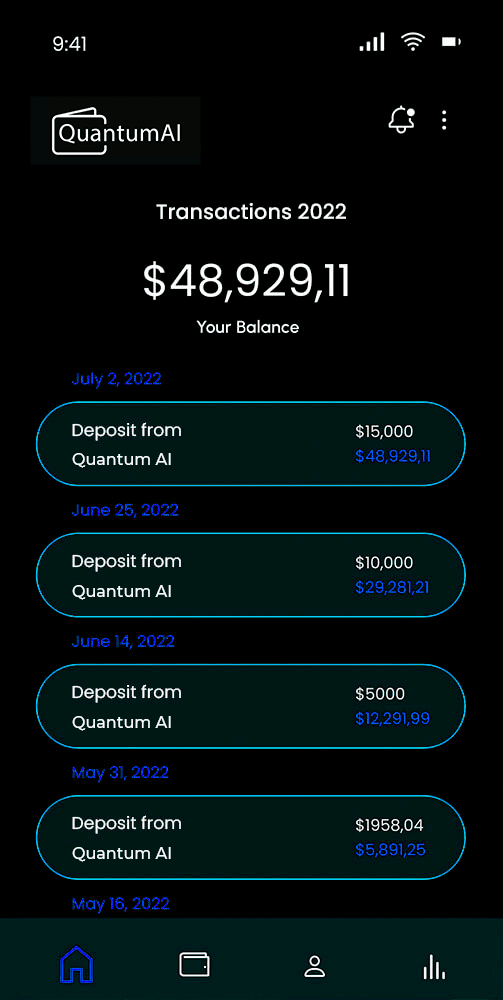 9:41
QuantumAI
Transactions 2022
$48,929,11
Your Balance
July 2, 2022
Deposit from $15,000
Quantum AI $48,929,11
June 25, 2022
Deposit from $10,000
Quantum AI $29,281,21
June 14, 2022
Deposit from $5000
Quantum AI $12,291,99
May 31, 2022
Deposit from $1958,04
Quantum AI $5,891,25
May 16, 2022